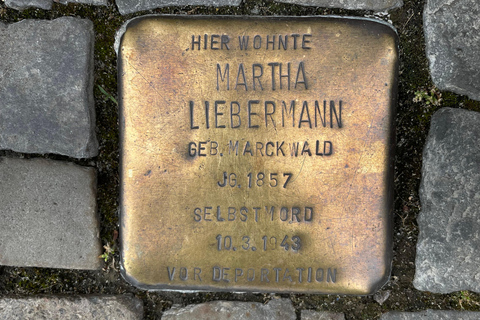 HIER WOHNTE
MARTHA
LIEBERMANN
GEB. MARCKWALD
JG. 1857
SELBSTMORD
10.3.1943
VOR DEPORTATION